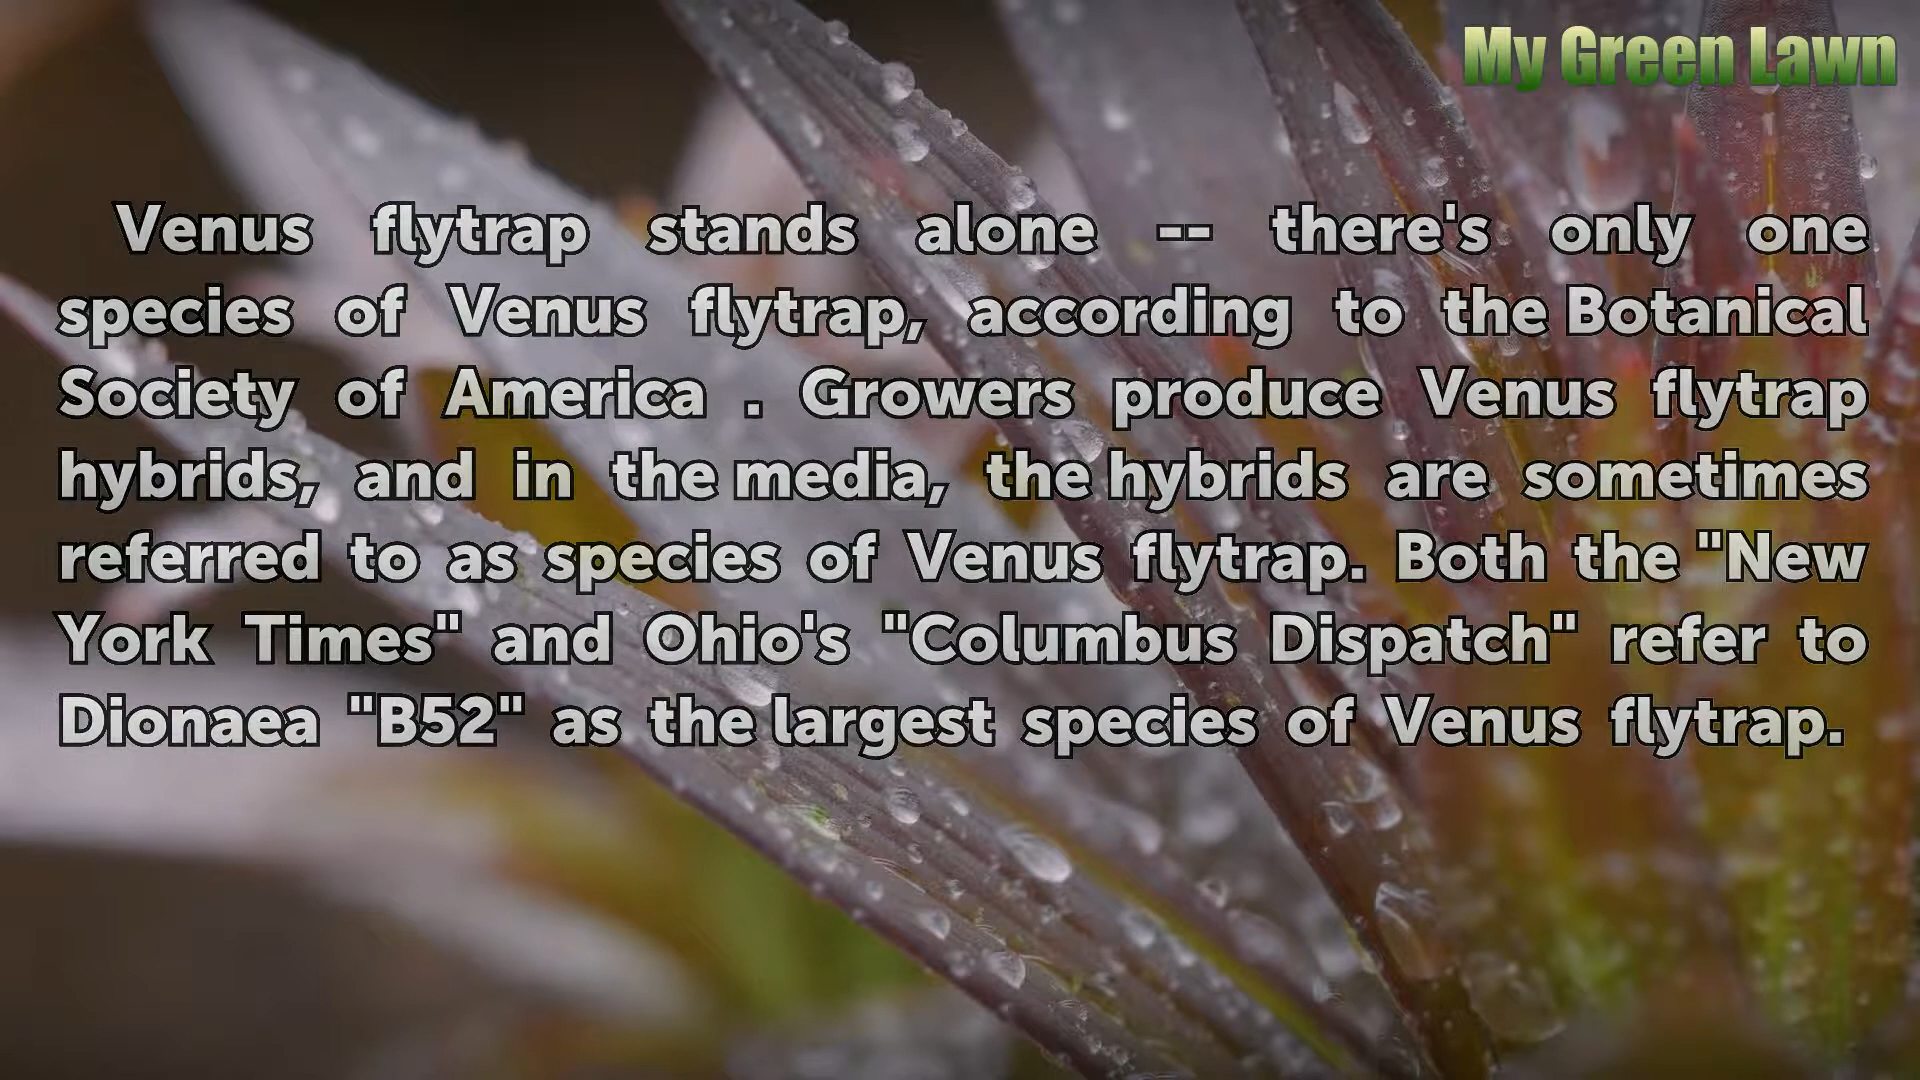 My Green Lawn
Venus flytrap stands alone -- there's only one
species of Venus flytrap, according to the Botanical
Society of America . Growers produce Venus flytrap
hybrids, and in the media, the hybrids are sometimes
referred to as species of Venus flytrap. Both the "New
York Times" and Ohio's "Columbus Dispatch" refer to
Dionaea "B52" as the largest species of Venus flytrap.